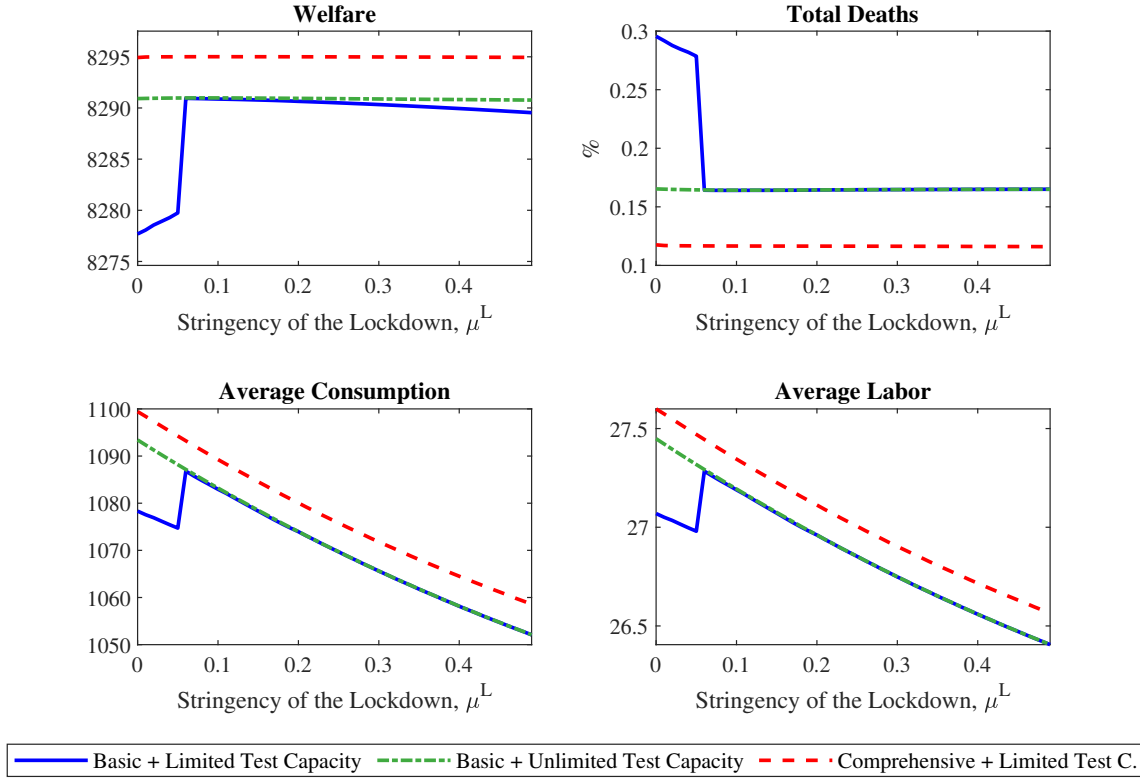 Welfare
8295
8290
8285
8280
8275
0 0.1 0.2 0.3 0.4
Stringency of the Lockdown, μ^L
Total Deaths
%
0.3
0.25
0.2
0.15
0.1
0 0.1 0.2 0.3 0.4
Stringency of the Lockdown, μ^L
Average Consumption
1100
1090
1080
1070
1060
1050
0 0.1 0.2 0.3 0.4
Stringency of the Lockdown, μ^L
Average Labor
27.5
27
26.5
0 0.1 0.2 0.3 0.4
Stringency of the Lockdown, μ^L
Basic + Limited Test Capacity Basic + Unlimited Test Capacity Comprehensive + Limited Test C.